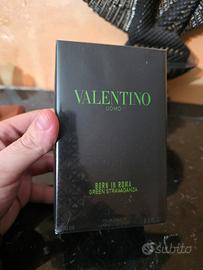 VALENTINO
UOMO
BORN IN ROMA
GREEN STRAVAGANZA
subito